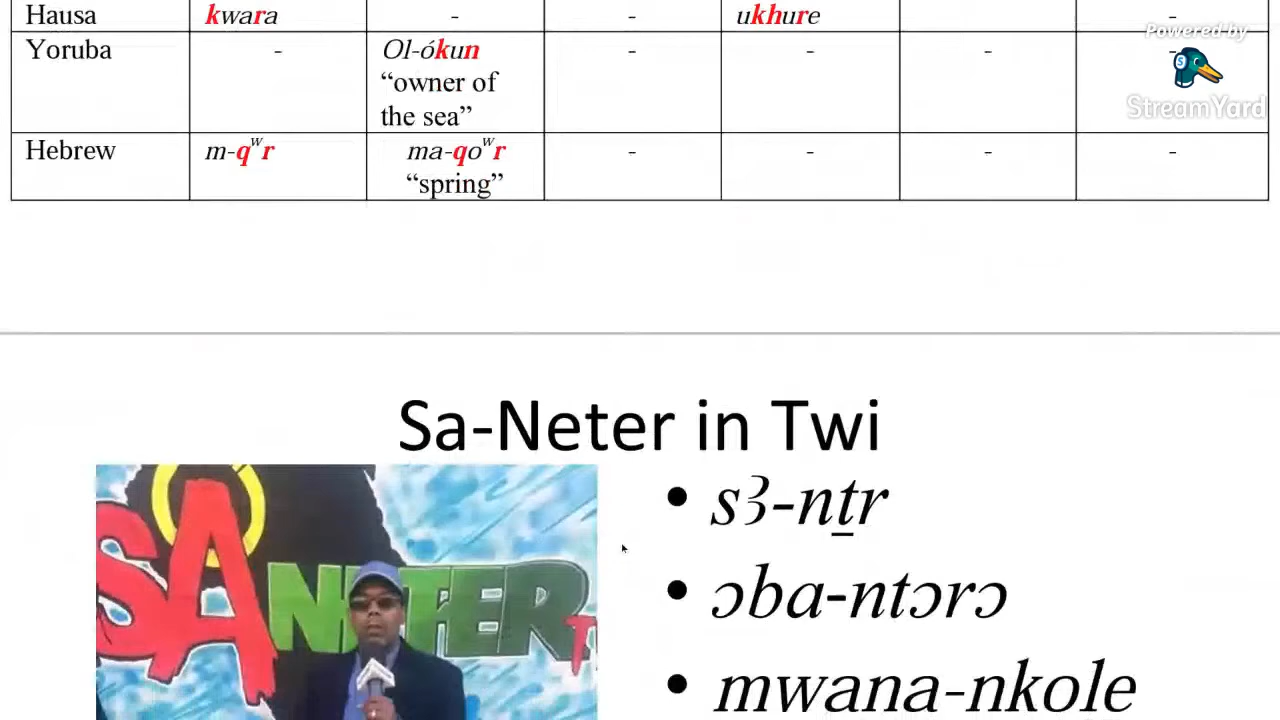 Hausa kwara - - ukhure - -
Yoruba - Ol-ókun - - - -
“owner of
the sea”
Hebrew m-qʷr ma-qoʷr - - - -
“spring”
Powered by
StreamYard
Sa-Neter in Twi
SA NETER T
• sꜣ-nṯr
• ɔba-ntɔrɔ
• mwana-nkole